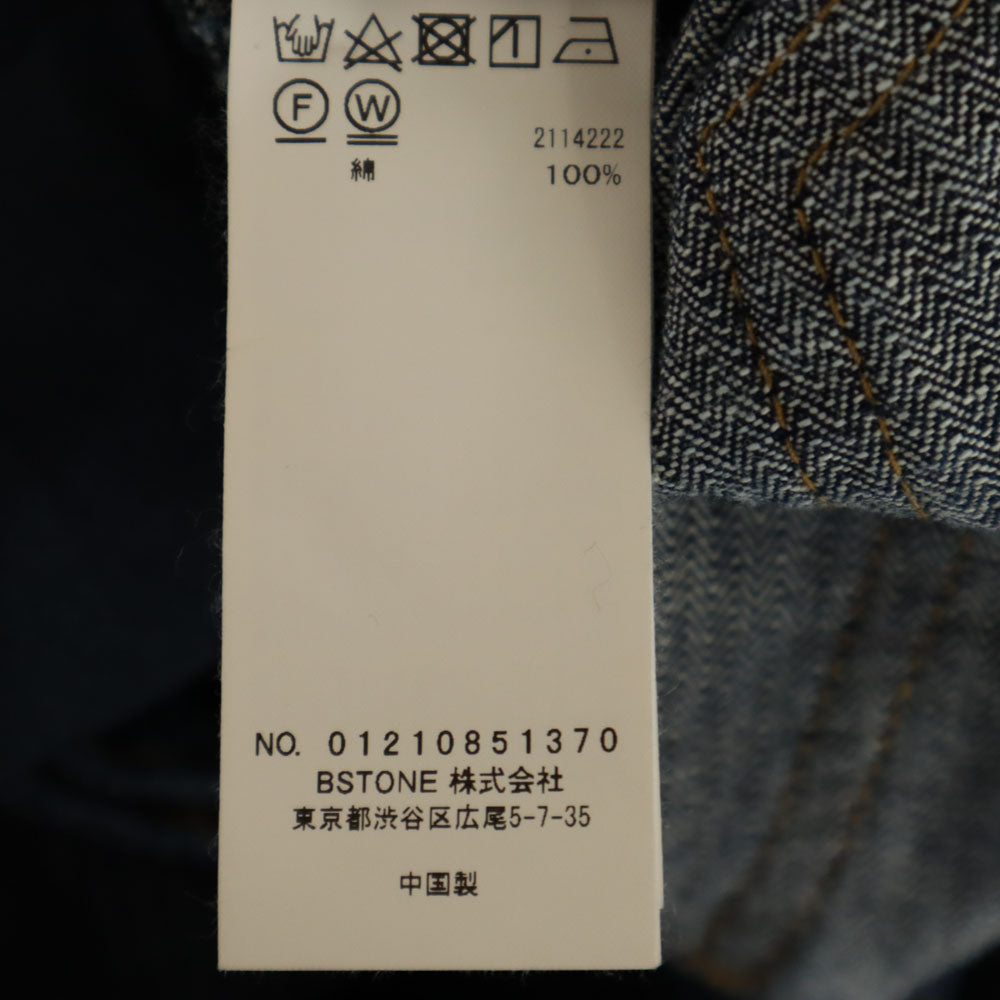 F W
2114222
綿 100%
NO. 01210851370
BSTONE 株式会社
東京都渋谷区広尾5-7-35
中国製